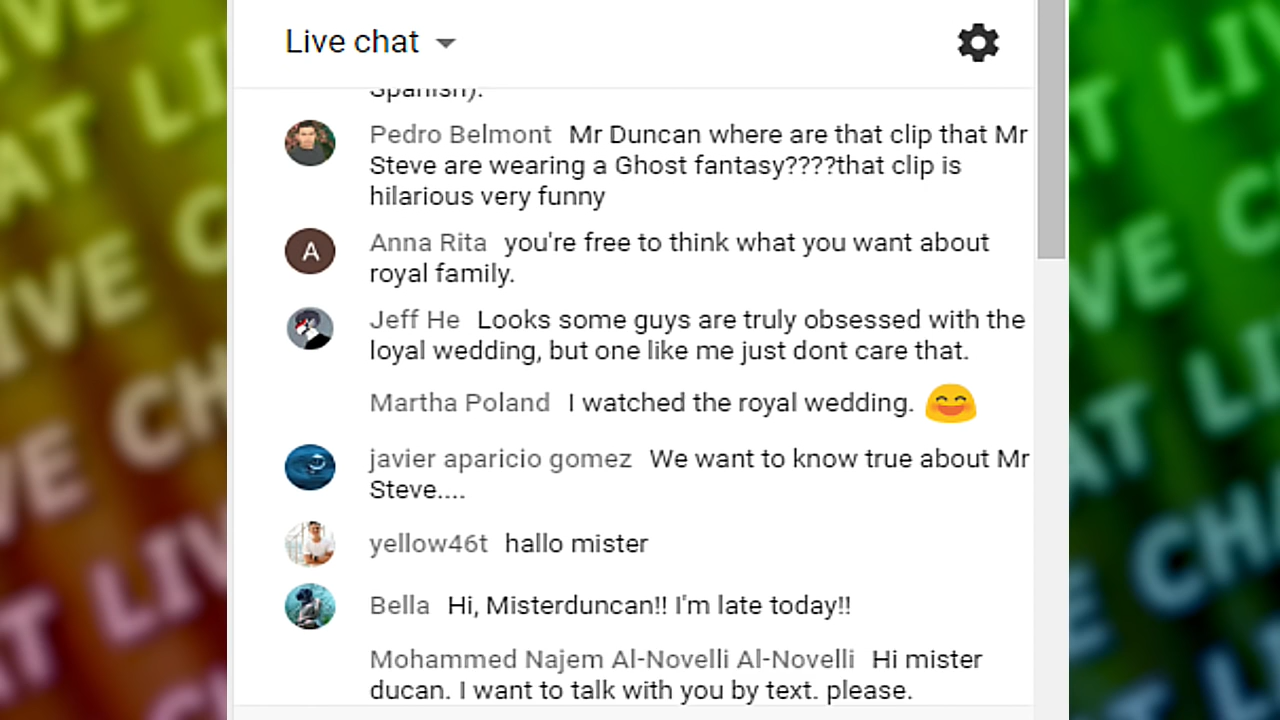 Live chat
Spanish).
Pedro Belmont Mr Duncan where are that clip that Mr
Steve are wearing a Ghost fantasy????that clip is
hilarious very funny
A
Anna Rita you're free to think what you want about
royal family.
Jeff He Looks some guys are truly obsessed with the
loyal wedding, but one like me just dont care that.
Martha Poland I watched the royal wedding. 😄
javier aparicio gomez We want to know true about Mr
Steve....
yellow46t hallo mister
Bella Hi, Misterduncan!! I'm late today!!
Mohammed Najem Al-Novelli Al-Novelli Hi mister
ducan. I want to talk with you by text. please.